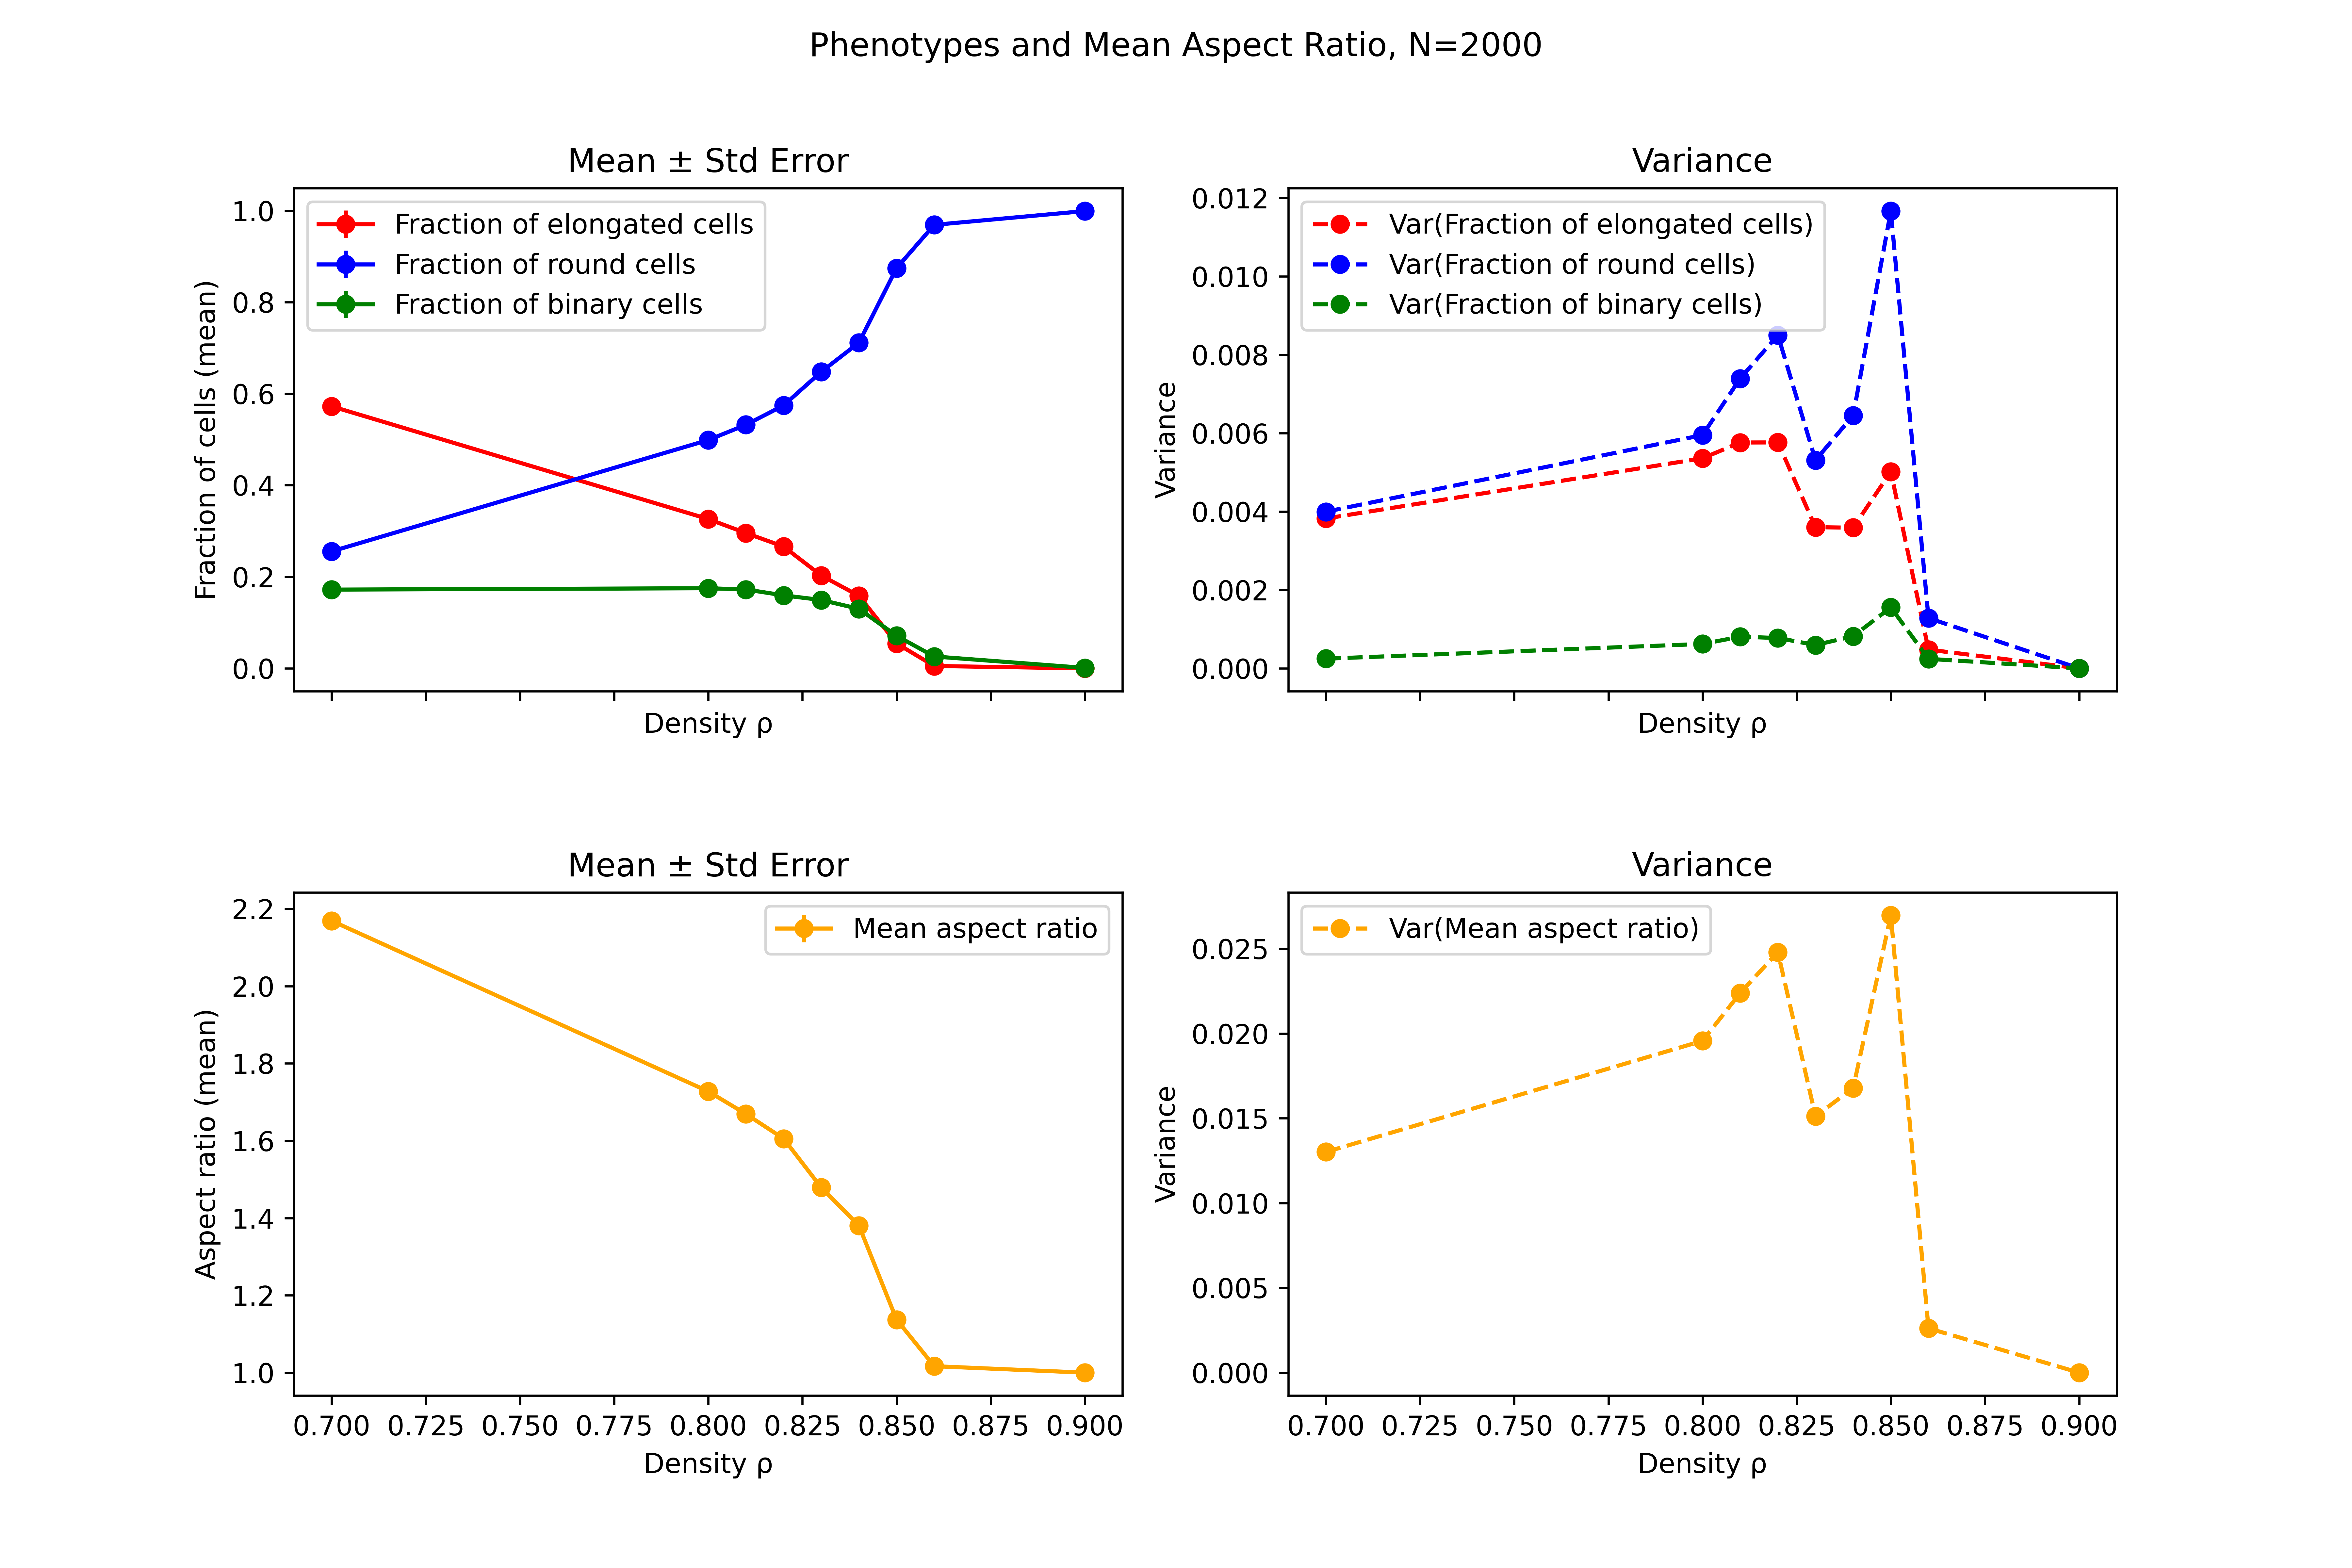 Phenotypes and Mean Aspect Ratio, N=2000
Mean ± Std Error
Fraction of cells (mean)
1.0
0.8
0.6
0.4
0.2
0.0
Fraction of elongated cells
Fraction of round cells
Fraction of binary cells
Density ρ
Variance
Variance
0.012
0.010
0.008
0.006
0.004
0.002
0.000
Var(Fraction of elongated cells)
Var(Fraction of round cells)
Var(Fraction of binary cells)
Density ρ
Mean ± Std Error
Aspect ratio (mean)
2.2
2.0
1.8
1.6
1.4
1.2
1.0
Mean aspect ratio
0.700 0.725 0.750 0.775 0.800 0.825 0.850 0.875 0.900
Density ρ
Variance
Variance
0.025
0.020
0.015
0.010
0.005
0.000
Var(Mean aspect ratio)
0.700 0.725 0.750 0.775 0.800 0.825 0.850 0.875 0.900
Density ρ